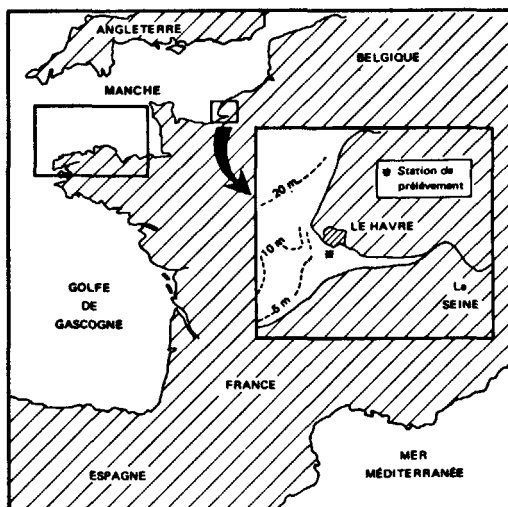 ANGLETERRE
MANCHE
BELGIQUE
Station de
prélèvement
20 m
LE HAVRE
10 m
5 m
La
SEINE
GOLFE
DE
GASCOGNE
FRANCE
ESPAGNE
MER
MÉDITERRANÉE